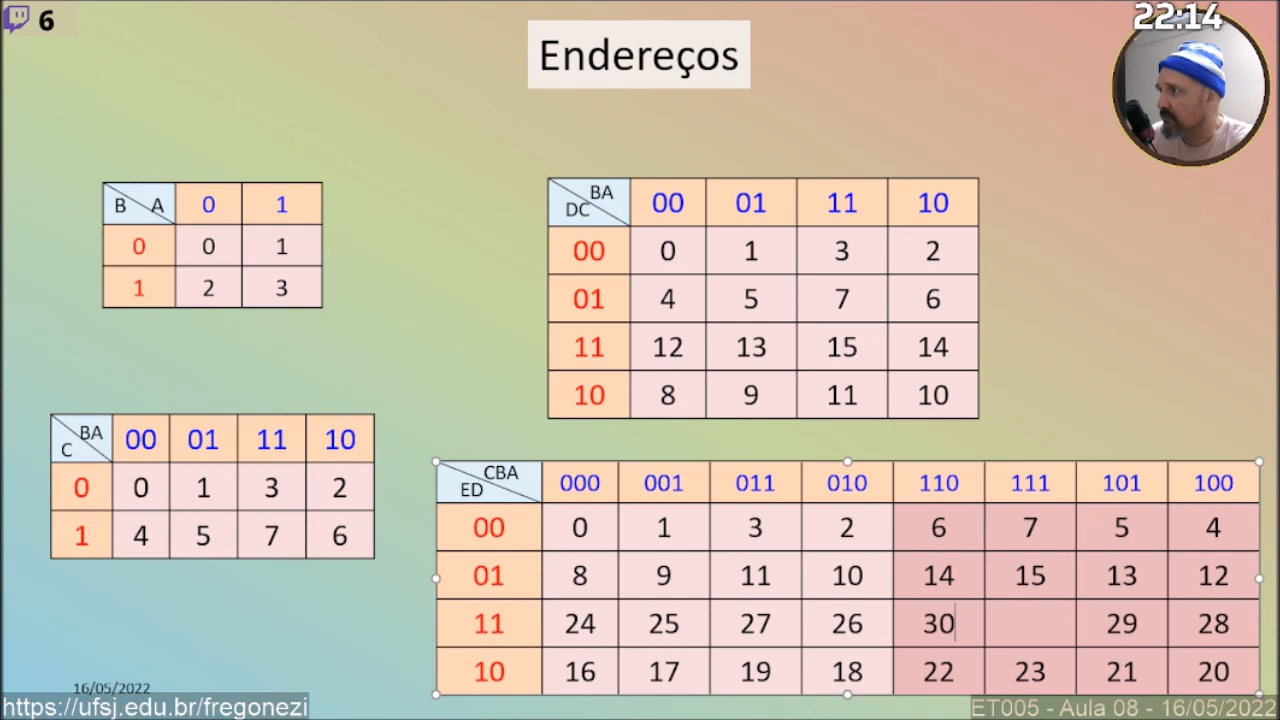 6
22:14
Endereços
B A 0 1
0 0 1
1 2 3
BA DC 00 01 11 10
00 0 1 3 2
01 4 5 7 6
11 12 13 15 14
10 8 9 11 10
BA C 00 01 11 10
0 0 1 3 2
1 4 5 7 6
CBA ED 000 001 011 010 110 111 101 100
00 0 1 3 2 6 7 5 4
01 8 9 11 10 14 15 13 12
11 24 25 27 26 30 29 28
10 16 17 19 18 22 23 21 20
16/05/2022
https://ufsj.edu.br/fregonezi
ET005 - Aula 08 - 16/05/2022